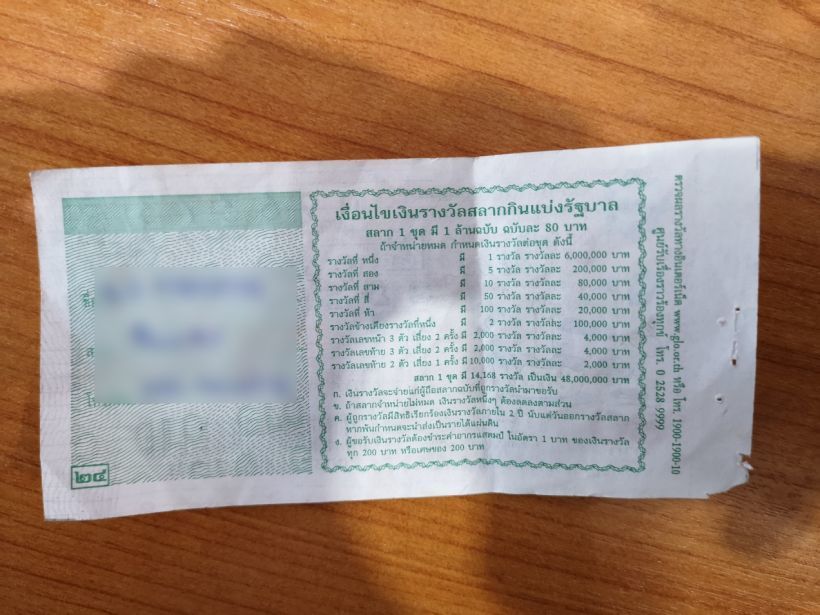 เงื่อนไขเงินรางวัลสลากกินแบ่งรัฐบาล
สลาก 1 ชุด มี 1 ล้านฉบับ ฉบับละ 80 บาท
ถ้าจำหน่ายหมด กำหนดเงินรางวัลต่อชุด ดังนี้
รางวัลที่ หนึ่ง มี 1 รางวัล รางวัลละ 6,000,000 บาท
รางวัลที่ สอง มี 5 รางวัล รางวัลละ 200,000 บาท
รางวัลที่ สาม มี 10 รางวัล รางวัลละ 80,000 บาท
รางวัลที่ สี่ มี 50 รางวัล รางวัลละ 40,000 บาท
รางวัลที่ ห้า มี 100 รางวัล รางวัลละ 20,000 บาท
รางวัลข้างเคียงรางวัลที่หนึ่ง มี 2 รางวัล รางวัลละ 100,000 บาท
รางวัลเลขหน้า 3 ตัว เสี่ยง 2 ครั้ง มี 2,000 รางวัล รางวัลละ 4,000 บาท
รางวัลเลขท้าย 3 ตัว เสี่ยง 2 ครั้ง มี 2,000 รางวัล รางวัลละ 4,000 บาท
รางวัลเลขท้าย 2 ตัว เสี่ยง 1 ครั้ง มี 10,000 รางวัล รางวัลละ 2,000 บาท
สลาก 1 ชุด มี 14,168 รางวัล เป็นเงิน 48,000,000 บาท
ก. เงินรางวัลจะจ่ายแก่ผู้ถือสลากฉบับที่ถูกรางวัลนำมาขอรับ
ข. ถ้าสลากจำหน่ายไม่หมด เงินรางวัลหนึ่งๆ ต้องลดลงตามส่วน
ค. ผู้ถูกรางวัลมีสิทธิเรียกร้องเงินรางวัลภายใน 2 ปี นับแต่วันออกรางวัลสลาก
หากพ้นกำหนดจะนำส่งเป็นรายได้แผ่นดิน
ง. ผู้ขอรับเงินรางวัลต้องชำระค่าอากรแสตมป์ ในอัตรา 1 บาท ของเงินรางวัล
ทุก 200 บาท หรือเศษของ 200 บาท
ตรวจผลรางวัลทางอินเตอร์เน็ต www.glo.or.th หรือ โทร. 1900-1900-10
ศูนย์รับเรื่องราวร้องทุกข์ โทร. 0 2528 9999
๒๔